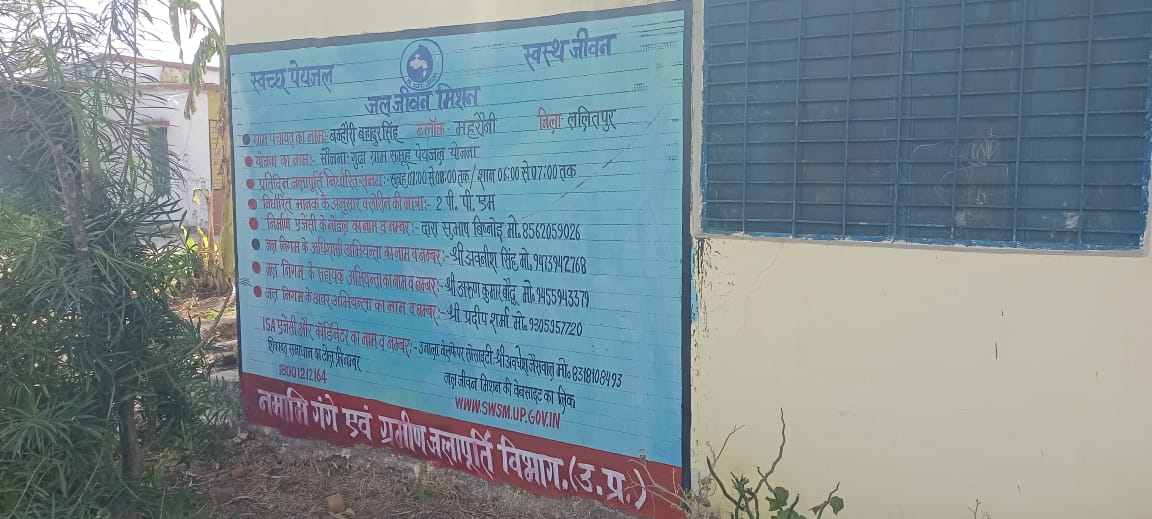 स्वच्छ पेयजल स्वस्थ जीवन
जल जीवन मिशन
ग्राम पंचायत का नाम:- बम्हौरी बहादुर सिंह ब्लॉक महरौनी जिला- ललितपुर
योजना का नाम:- सौजना-गुढा ग्राम समूह पेयजल योजना
प्रतिदिन जलापूर्ति निर्धारित समय:- सुबह 07:00 से 08:00 तक / शाम 06:00 से 07:00 तक
निर्धारित मानक के अनुसार क्लोरीन की मात्रा:- 2 पी. पी. एम
निर्माण एजेंसी के नोडल का नाम व नम्बर:- दारा सुभाष बिष्नोइ मो. 8562059026
जल निगम के अधिशाषी अभियन्ता का नाम व नम्बर:- श्री अवनीश सिंह मो. 9473947768
जल निगम के सहायक अभियन्ता का नाम व नम्बर:- श्री अरुण कुमार मो. 9455943379
जल निगम के अवर अभियन्ता का नाम व नम्बर:- श्री प्रदीप शर्मा मो. 9305957720
ISA एजेंसी और कॉर्डिनेटर का नाम व नम्बर:- उजाला वेलफेयर सोसाइटी श्री अवधेश जैसवाल मो. 8318108493
शिकायत समाधान का टोल फ्री नम्बर
18001212164
जल जीवन मिशन की वेबसाइट का लिंक
WWW.SWSM.UP.GOV.IN
नमामि गंगे एवं ग्रामीण जलापूर्ति विभाग. (उ.प्र.)